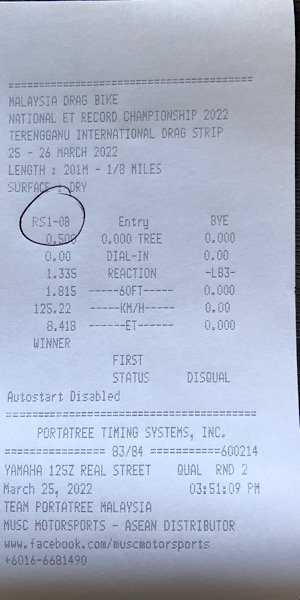 ==========================================
MALAYSIA DRAG BIKE
NATIONAL ET RECORD CHAMPIONSHIP 2022
TERENGGANU INTERNATIONAL DRAG STRIP
25 - 26 MARCH 2022
LENGTH : 201M - 1/8 MILES
SURFACE : DRY
RS1-08 Entry BYE
0.500 0.000 TREE 0.000
0.00 DIAL-IN 0.00
1.335 REACTION -LB3-
1.815 -----60FT----- 0.000
125.22 -----KM/H----- 0.00
8.418 ------ET------ 0.000
WINNER
FIRST
STATUS DISQUAL
Autostart Disabled
==========================================
PORTATREE TIMING SYSTEMS, INC.
=============== 83/84 ===========600214
YAMAHA 125Z REAL STREET QUAL RND 2
March 25, 2022 03:51:09 PM
TEAM PORTATREE MALAYSIA
MUSC MOTORSPORTS - ASEAN DISTRIBUTOR
www.facebook.com/muscmotorsports
+6016-6681490